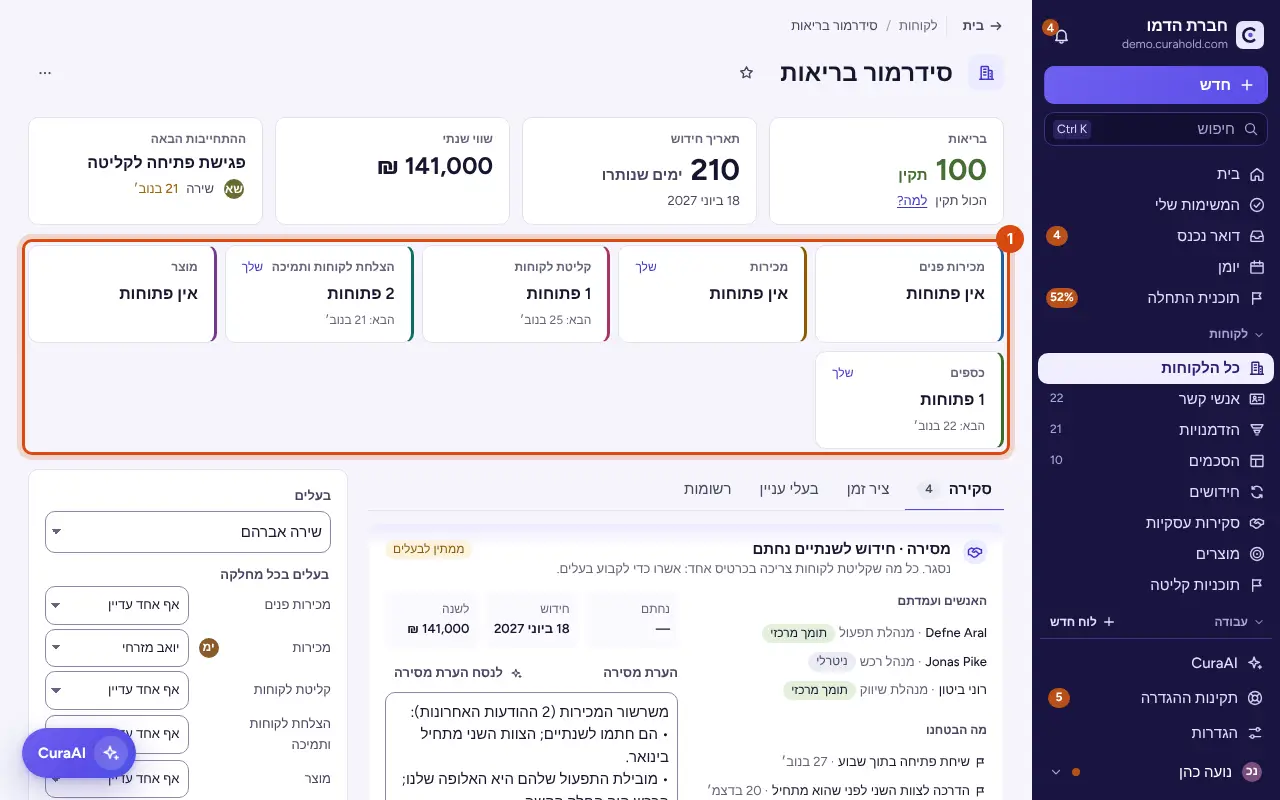 חברת הדמו
demo.curahold.com
4
חדש
חיפוש
Ctrl K
בית
המשימות שלי
דואר נכנס 4
יומן
תוכנית התחלה 52%
לקוחות
כל הלקוחות
אנשי קשר 22
הזדמנויות 21
הסכמים 10
חידושים
סקירות עסקיות
מוצרים
תוכניות קליטה
עבודה
+ לוח חדש
CuraAI
תקינות ההגדרה 5
הגדרות
נכ נועה כהן
→ בית
לקוחות / סידרמור בריאות
סידרמור בריאות
...
בריאות
100 תקין
הכול תקין למה?
תאריך חידוש
210 ימים שנותרו
18 ביוני 2027
שווי שנתי
141,000 ₪
ההתחייבות הבאה
פגישת פתיחה לקליטה
שא שירה 21 בנוב׳
1
מכירות פנים
אין פתוחות
מכירות שלך
אין פתוחות
קליטת לקוחות
1 פתוחות
הבא: 25 בנוב׳
הצלחת לקוחות ותמיכה שלך
2 פתוחות
הבא: 21 בנוב׳
מוצר
אין פתוחות
כספים שלך
1 פתוחות
הבא: 22 בנוב׳
סקירה 4
ציר זמן
בעלי עניין
רשומות
מסירה · חידוש לשנתיים נחתם
ממתין לבעלים
נסגר. כל מה שקליטת לקוחות צריכה בכרטיס אחד: אשרו כדי לקבוע בעלים.
האנשים ועמדתם
Defne Aral · מנהלת תפעול תומך מרכזי
Jonas Pike · מנהל רכש ניטרלי
רוני ביטון · מנהלת שיווק תומך מרכזי
מה הבטחנו
שיחת פתיחה בתוך שבוע · 27 בנוב׳
הדרכה לצוות השני לפני שהוא מתחיל · 20 בדצמ׳
נחתם
—
חידוש
18 ביוני 2027
לשנה
141,000 ₪
הערת מסירה
לנסח הערת מסירה
משרשור המכירות (2 ההודעות האחרונות):
• הם חתמו לשנתיים; הצוות השני מתחיל
בינואר.
• מובילת התפעול שלהם היא האלופה שלנו;
בעלים
שירה אברהם
בעלים בכל מחלקה
מכירות פנים
אף אחד עדיין
מכירות
ימ
יואב מזרחי
קליטת לקוחות
אף אחד עדיין
הצלחת לקוחות
ותמיכה
מוצר
אף אחד עדיין
CuraAI